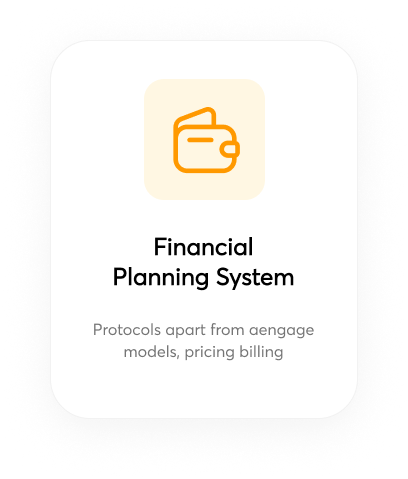 Financial
Planning System
Protocols apart from aengage
models, pricing billing